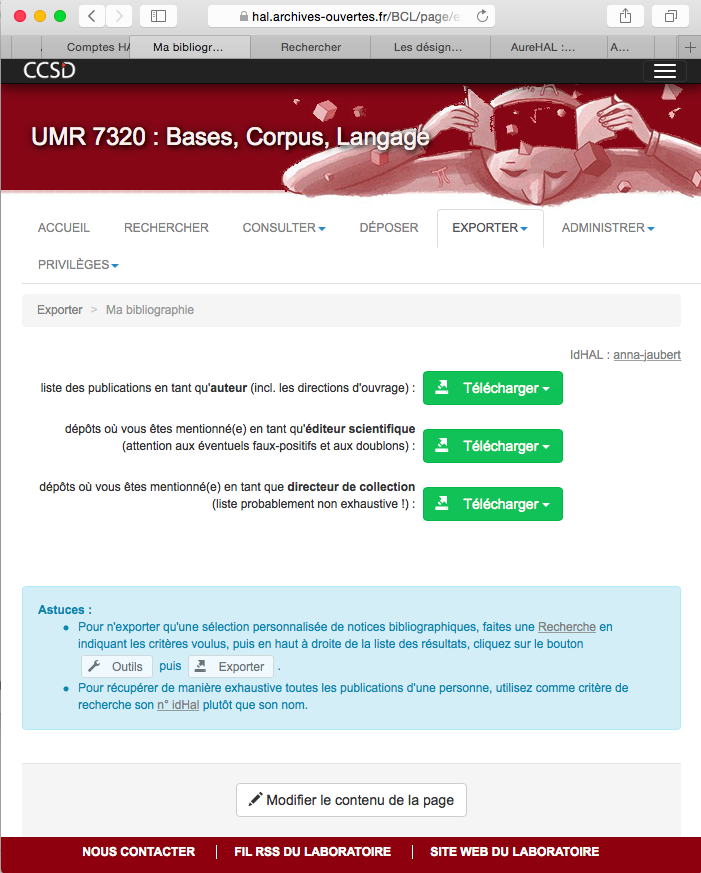 hal.archives-ouvertes.fr/BCL/page/e
Comptes HA
Ma bibliogr…
Rechercher
Les désign…
AureHAL :…
A…
CCSD
UMR 7320 : Bases, Corpus, Langage
ACCUEIL RECHERCHER CONSULTER DÉPOSER EXPORTER ADMINISTRER
PRIVILÈGES
Exporter > Ma bibliographie
IdHAL : anna-jaubert
liste des publications en tant qu'auteur (incl. les directions d'ouvrage) : Télécharger
dépôts où vous êtes mentionné(e) en tant qu'éditeur scientifique
(attention aux éventuels faux-positifs et aux doublons) : Télécharger
dépôts où vous êtes mentionné(e) en tant que directeur de collection
(liste probablement non exhaustive !) : Télécharger
Astuces :
• Pour n'exporter qu'une sélection personnalisée de notices bibliographiques, faites une Recherche en
indiquant les critères voulus, puis en haut à droite de la liste des résultats, cliquez sur le bouton
Outils puis Exporter .
• Pour récupérer de manière exhaustive toutes les publications d'une personne, utilisez comme critère de
recherche son n° idHal plutôt que son nom.
Modifier le contenu de la page
NOUS CONTACTER | FIL RSS DU LABORATOIRE | SITE WEB DU LABORATOIRE